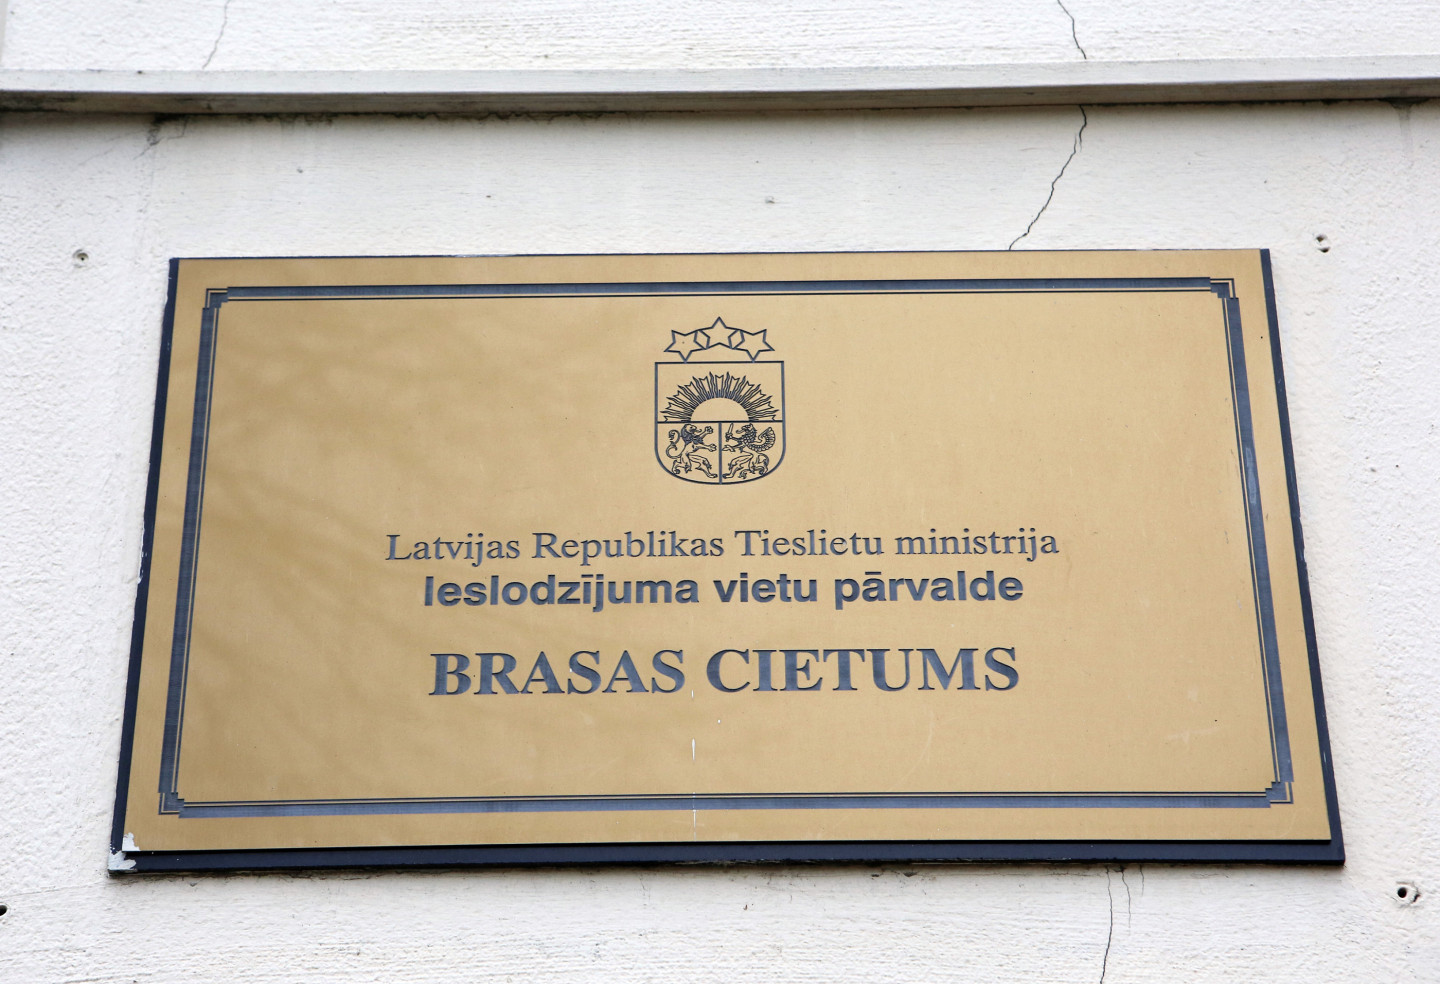 Latvijas Republikas Tieslietu ministrija
Ieslodzījuma vietu pārvalde
BRASAS CIETUMS